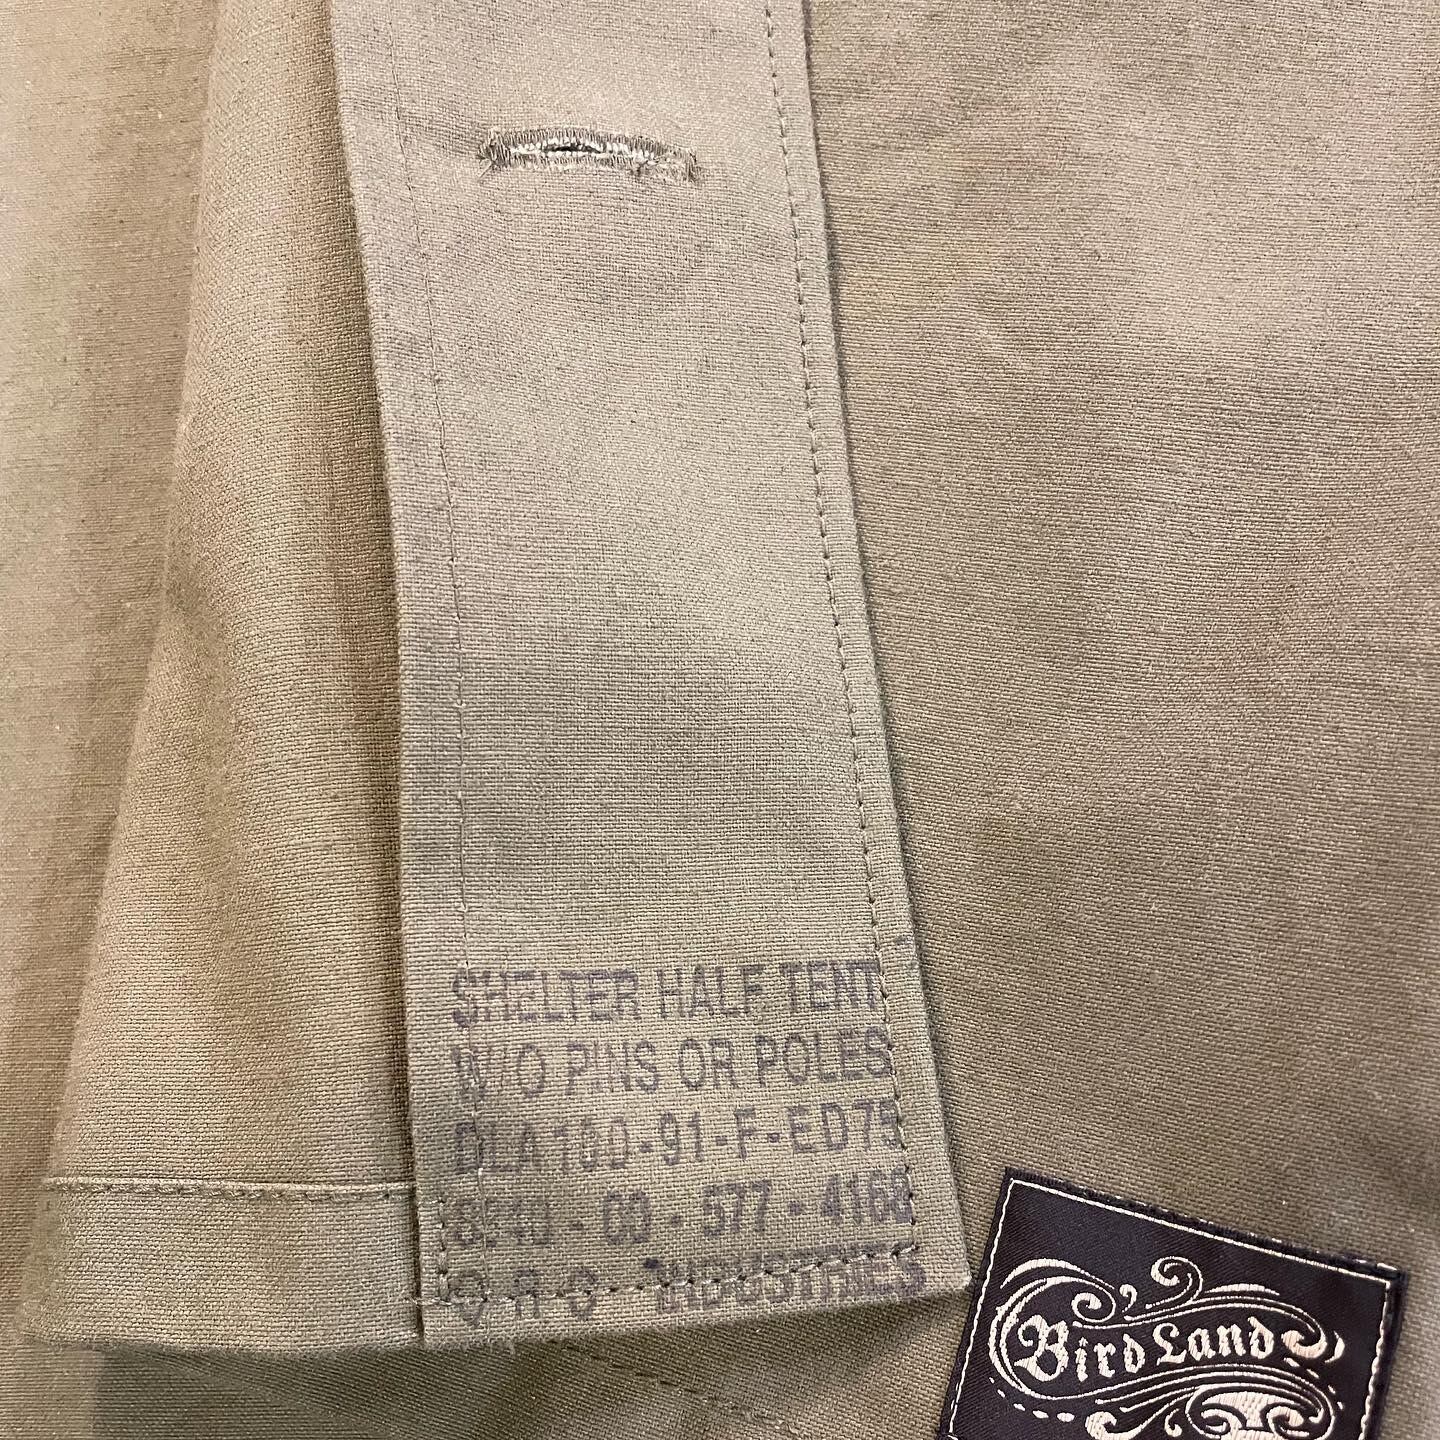 SHELTER HALF TENT
W/O PINS OR POLES
DLA100-91-F-ED75
8340-00-577-4168
INDUSTRIES
Bird Land